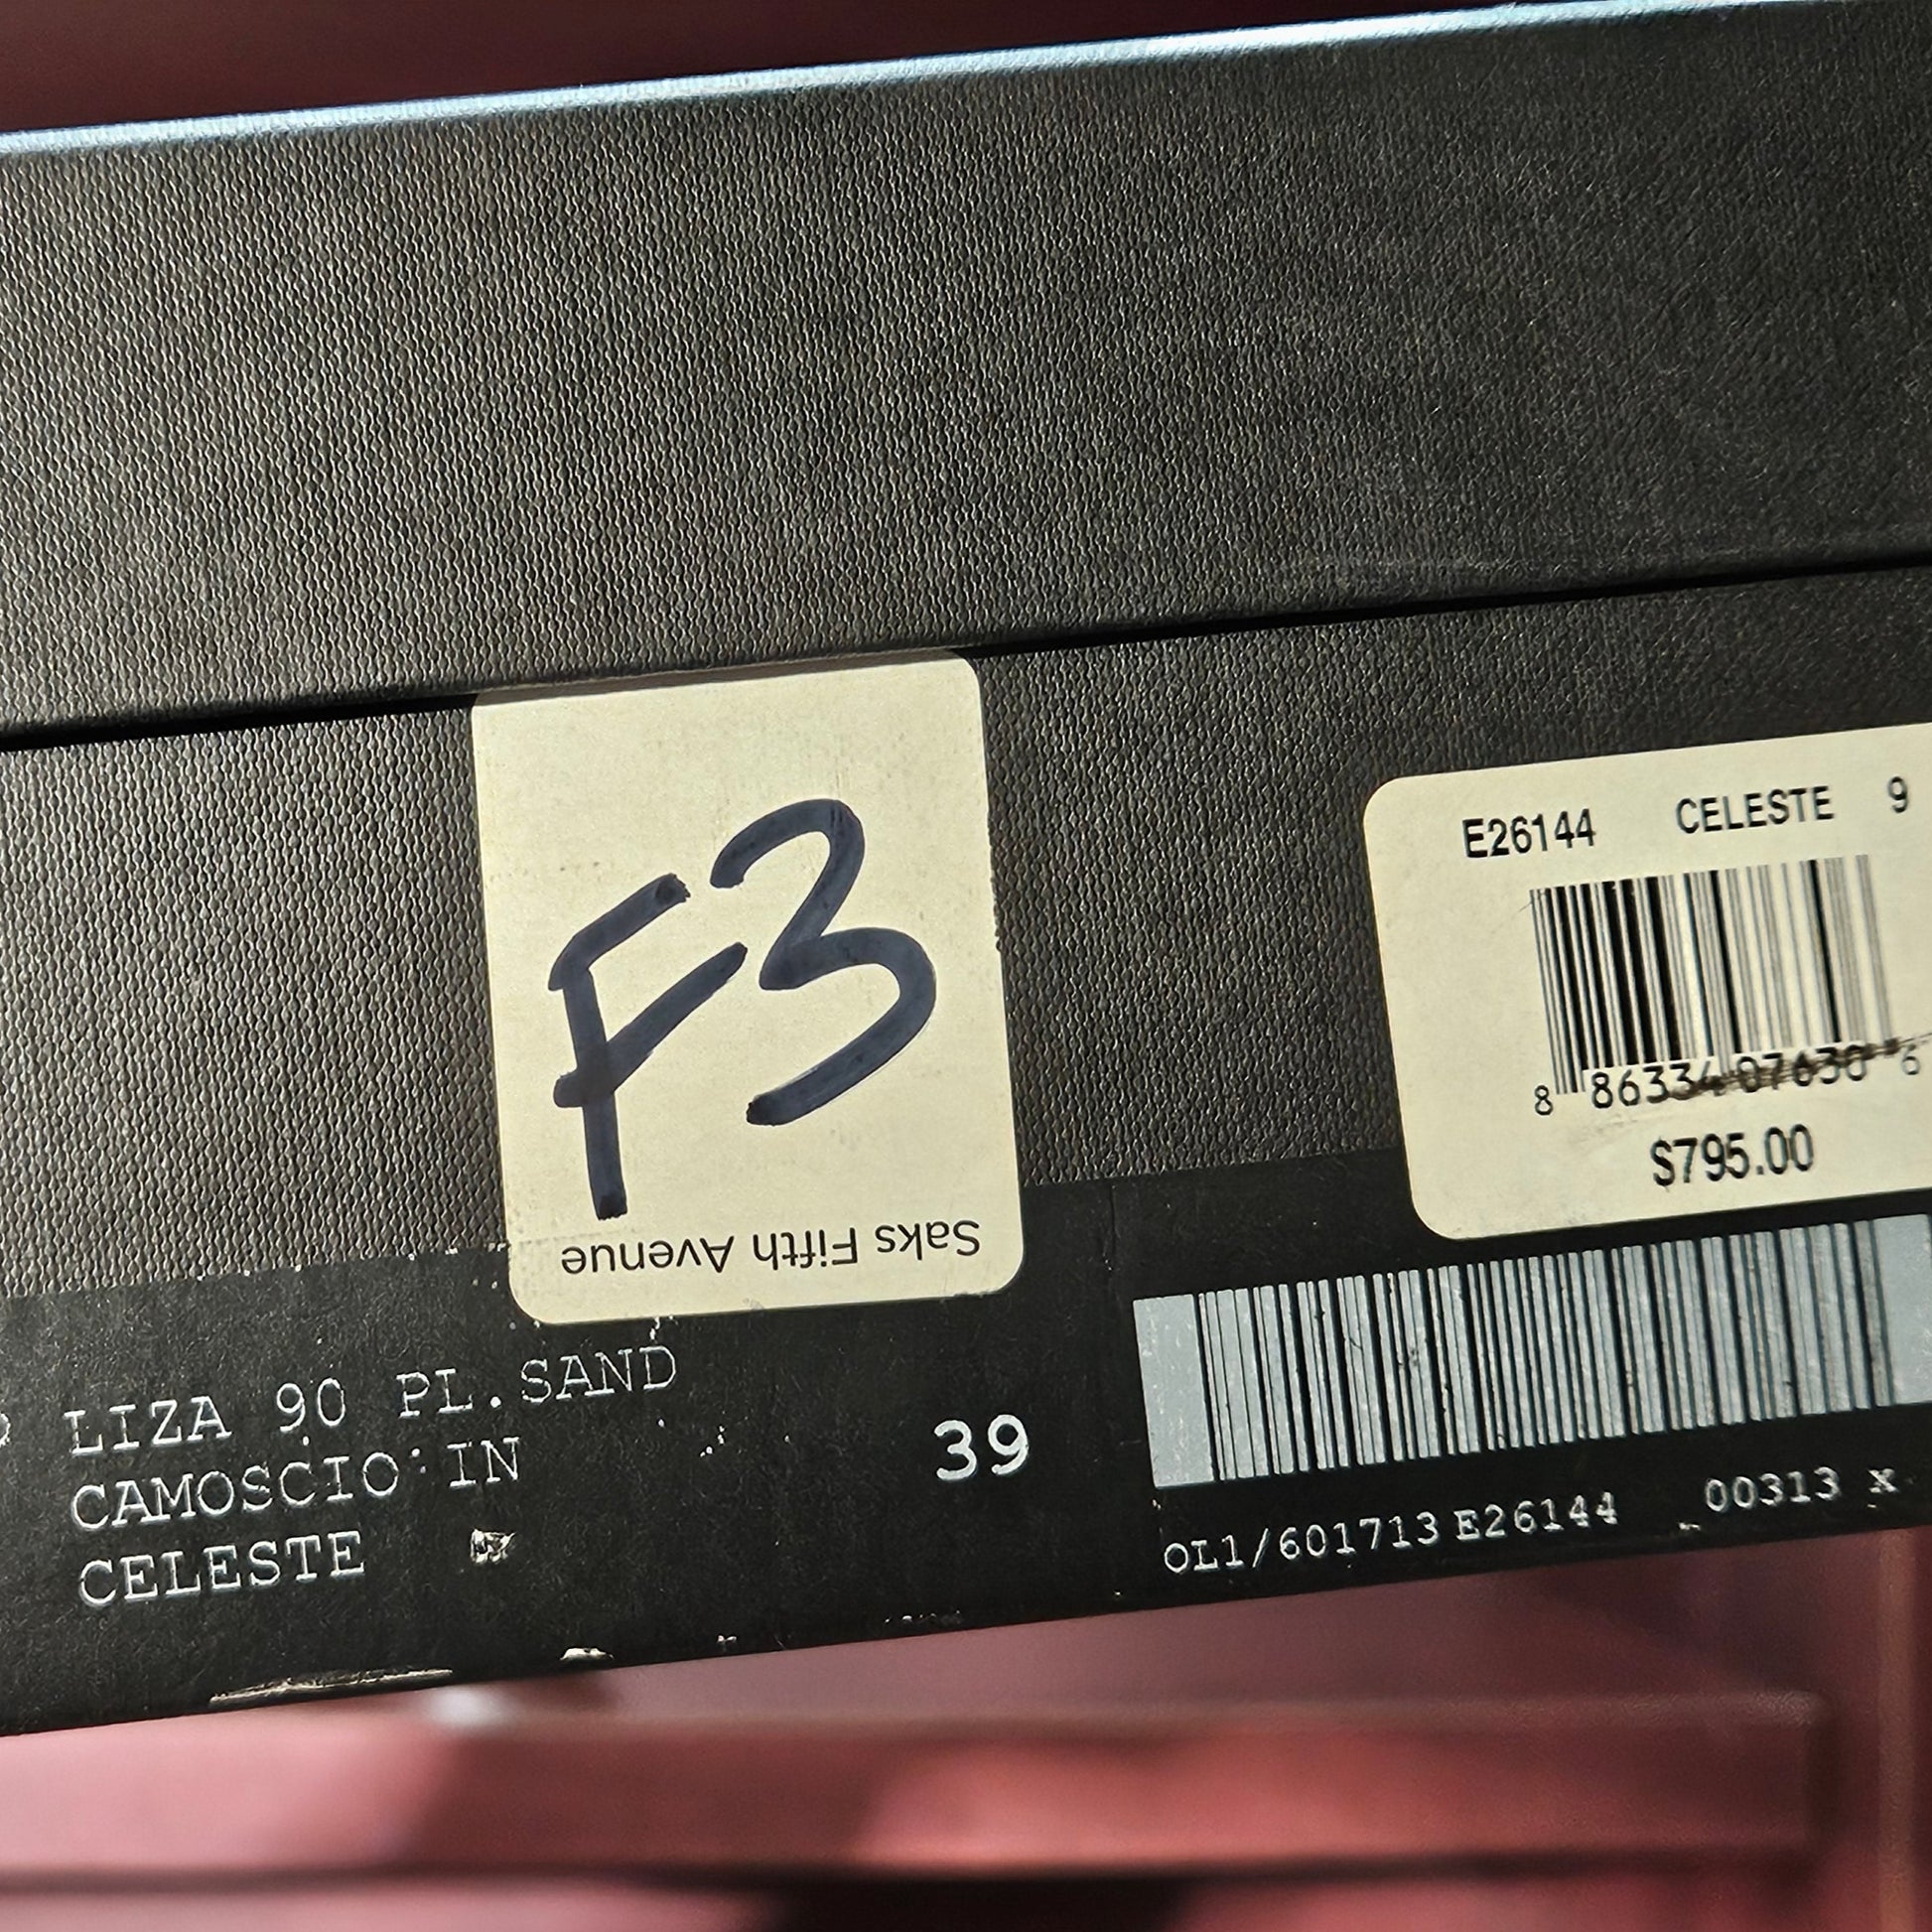 F3
Saks Fifth Avenue
E26144 CELESTE 9
8 86334 07630 6
$795.00
LIZA 90 PL.SAND
CAMOSCIO IN
CELESTE
39
OL1/601713 E26144 00313 x